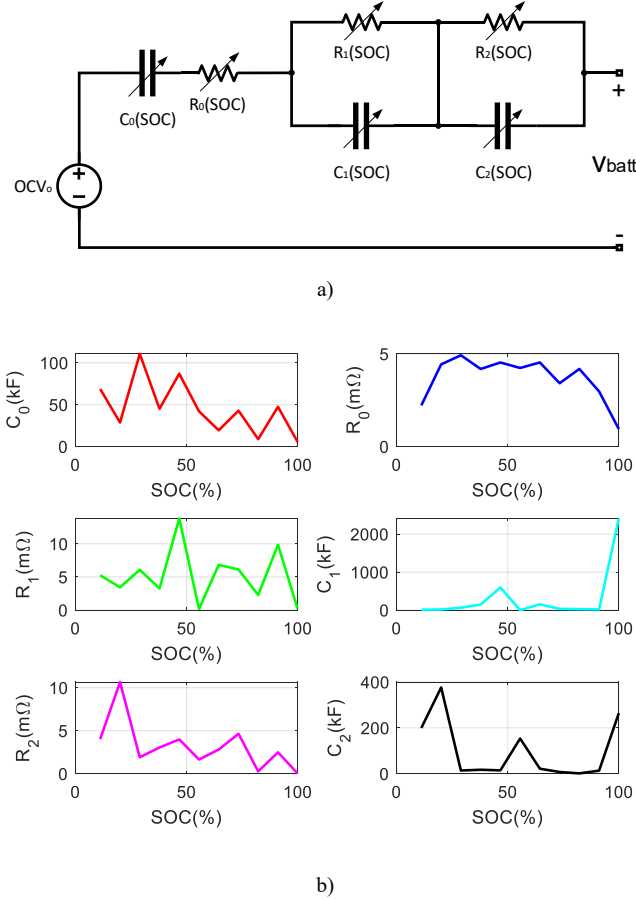 R₁(SOC)
R₂(SOC)
C₀(SOC)
R₀(SOC)
+
C₁(SOC)
C₂(SOC)
OCVₒ
+
−
Vbatt
-
a)
C₀(kF)
100
50
0
0
50
100
SOC(%)
R₀(mΩ)
5
0
0
50
100
SOC(%)
R₁(mΩ)
10
5
0
0
50
100
SOC(%)
C₁(kF)
2000
1000
0
0
50
100
SOC(%)
R₂(mΩ)
10
5
0
0
50
100
SOC(%)
C₂(kF)
400
200
0
0
50
100
SOC(%)
b)